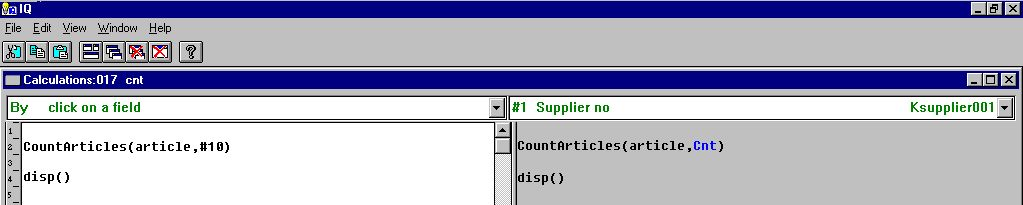 IQ
File Edit View Window Help
?
Calculations:017 cnt
By click on a field #1 Supplier no Ksupplier001
1
2 CountArticles(article,#10) CountArticles(article,Cnt)
3
4 disp() disp()
5